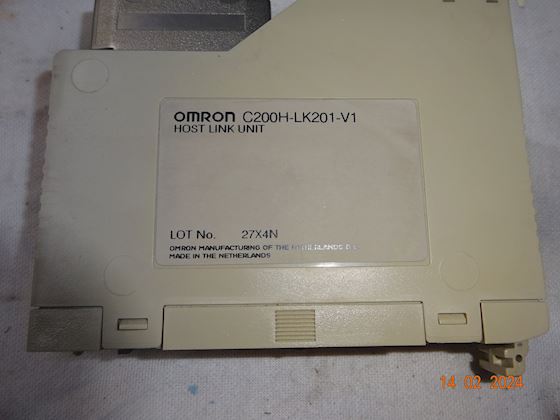 OMRON C200H-LK201-V1
HOST LINK UNIT
LOT No. 27X4N
OMRON MANUFACTURING OF THE NETHERLANDS B.V.
MADE IN THE NETHERLANDS
14 02 2024